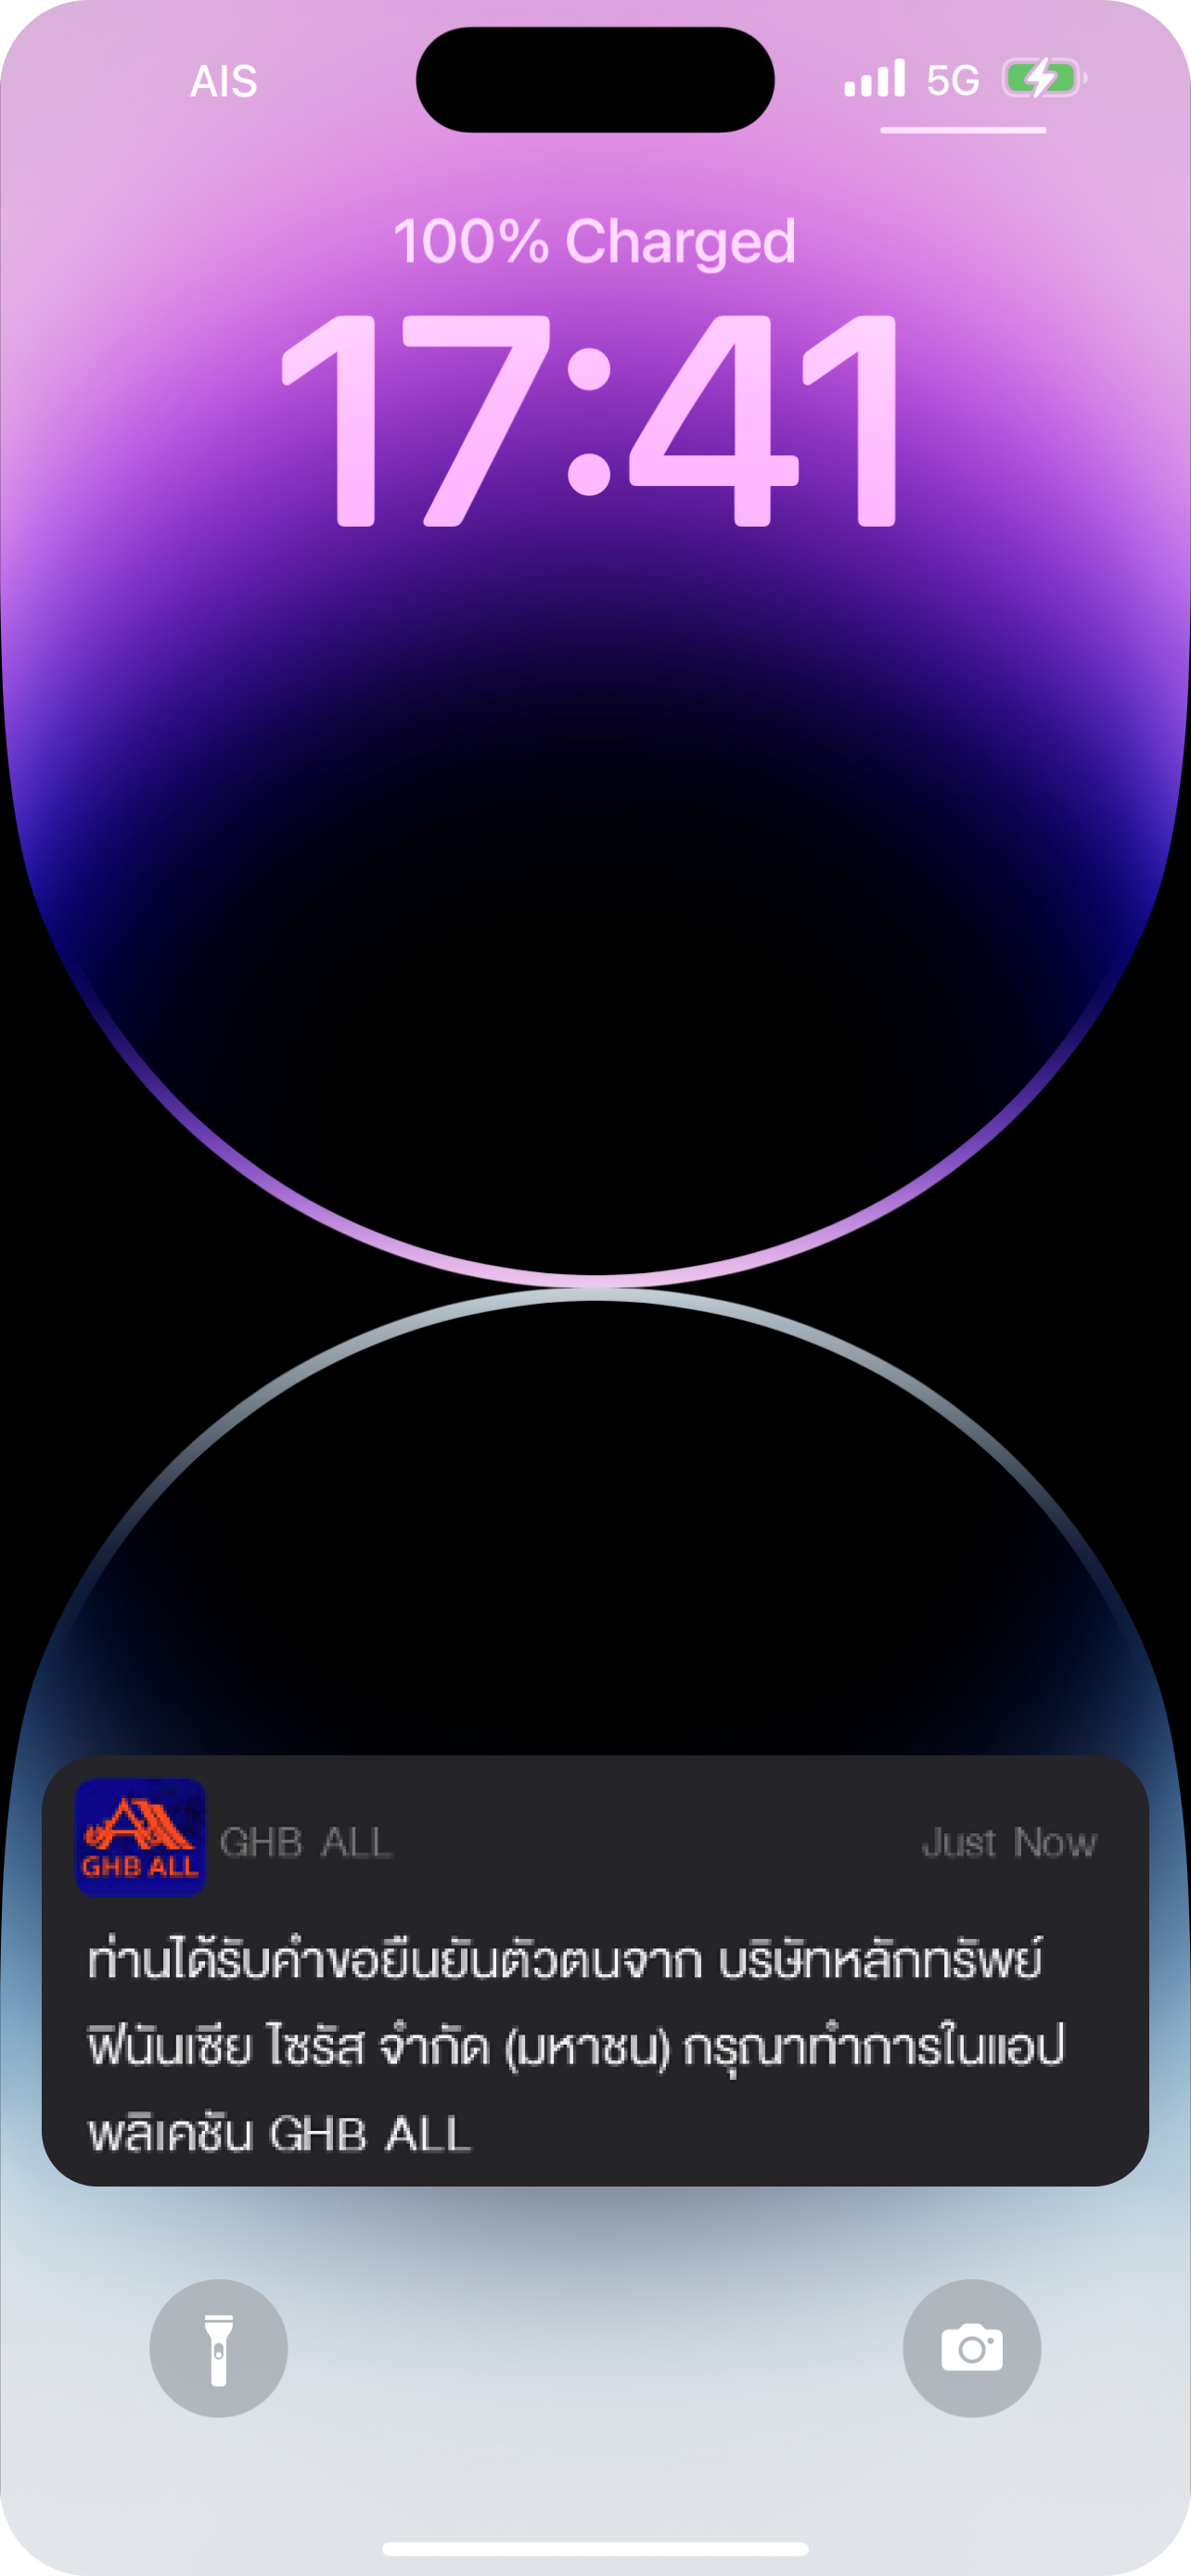 AIS
5G
100% Charged
17:41
GHB ALL
GHB ALL
Just Now
ท่านได้รับคำขอยืนยันตัวตนจาก บริษัทหลักทรัพย์
ฟินันเซีย ไซรัส จำกัด (มหาชน) กรุณาทำการในแอป
พลิเคชัน GHB ALL